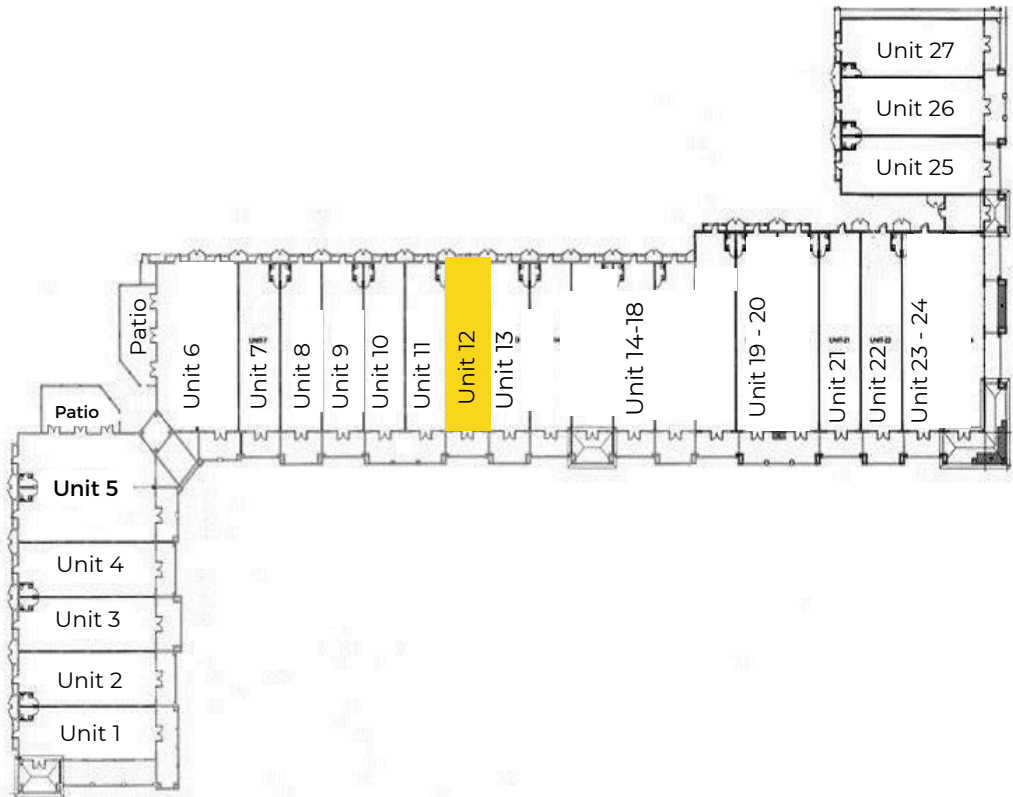 Unit 27
Unit 26
Unit 25
Patio
Unit 6
Unit 7
Unit 8
Unit 9
Unit 10
Unit 11
Unit 12
Unit 13
Unit 14-18
Unit 19 - 20
Unit 21
Unit 22
Unit 23 - 24
Patio
Unit 5
Unit 4
Unit 3
Unit 2
Unit 1